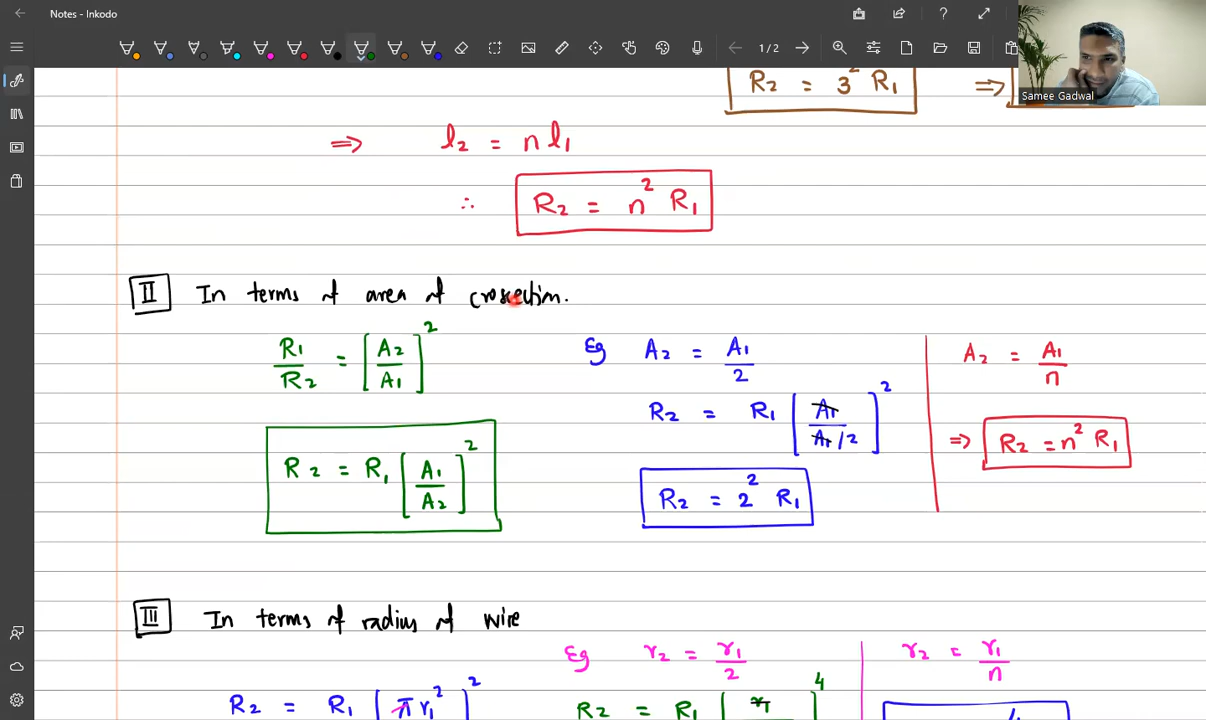 Notes - Inkodo
1/2
Samee Gadwal
R₂ = 3² R₁ ⇒
⇒ l₂ = n l₁
∴ R₂ = n² R₁
II In terms of area of crossection.
R₁/R₂ = [A₂/A₁]²
R₂ = R₁ [A₁/A₂]²
Eg A₂ = A₁/2
R₂ = R₁ [A₁/A₁/2]²
R₂ = 2² R₁
A₂ = A₁/n
⇒ R₂ = n² R₁
III In terms of radius of wire
R₂ = R₁ [πr₁²]²
Eg r₂ = r₁/2
R₂ = R₁ [r₁]⁴
r₂ = r₁/n